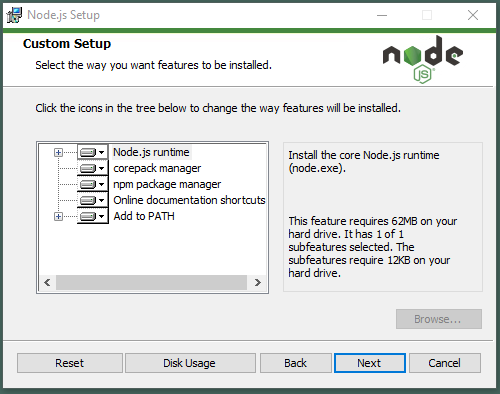 Node.js Setup
Custom Setup
Select the way you want features to be installed.
node
JS
Click the icons in the tree below to change the way features will be installed.
Node.js runtime
corepack manager
npm package manager
Online documentation shortcuts
Add to PATH
Install the core Node.js runtime
(node.exe).
This feature requires 62MB on your
hard drive. It has 1 of 1
subfeatures selected. The
subfeatures require 12KB on your
hard drive.
Browse...
Reset
Disk Usage
Back
Next
Cancel